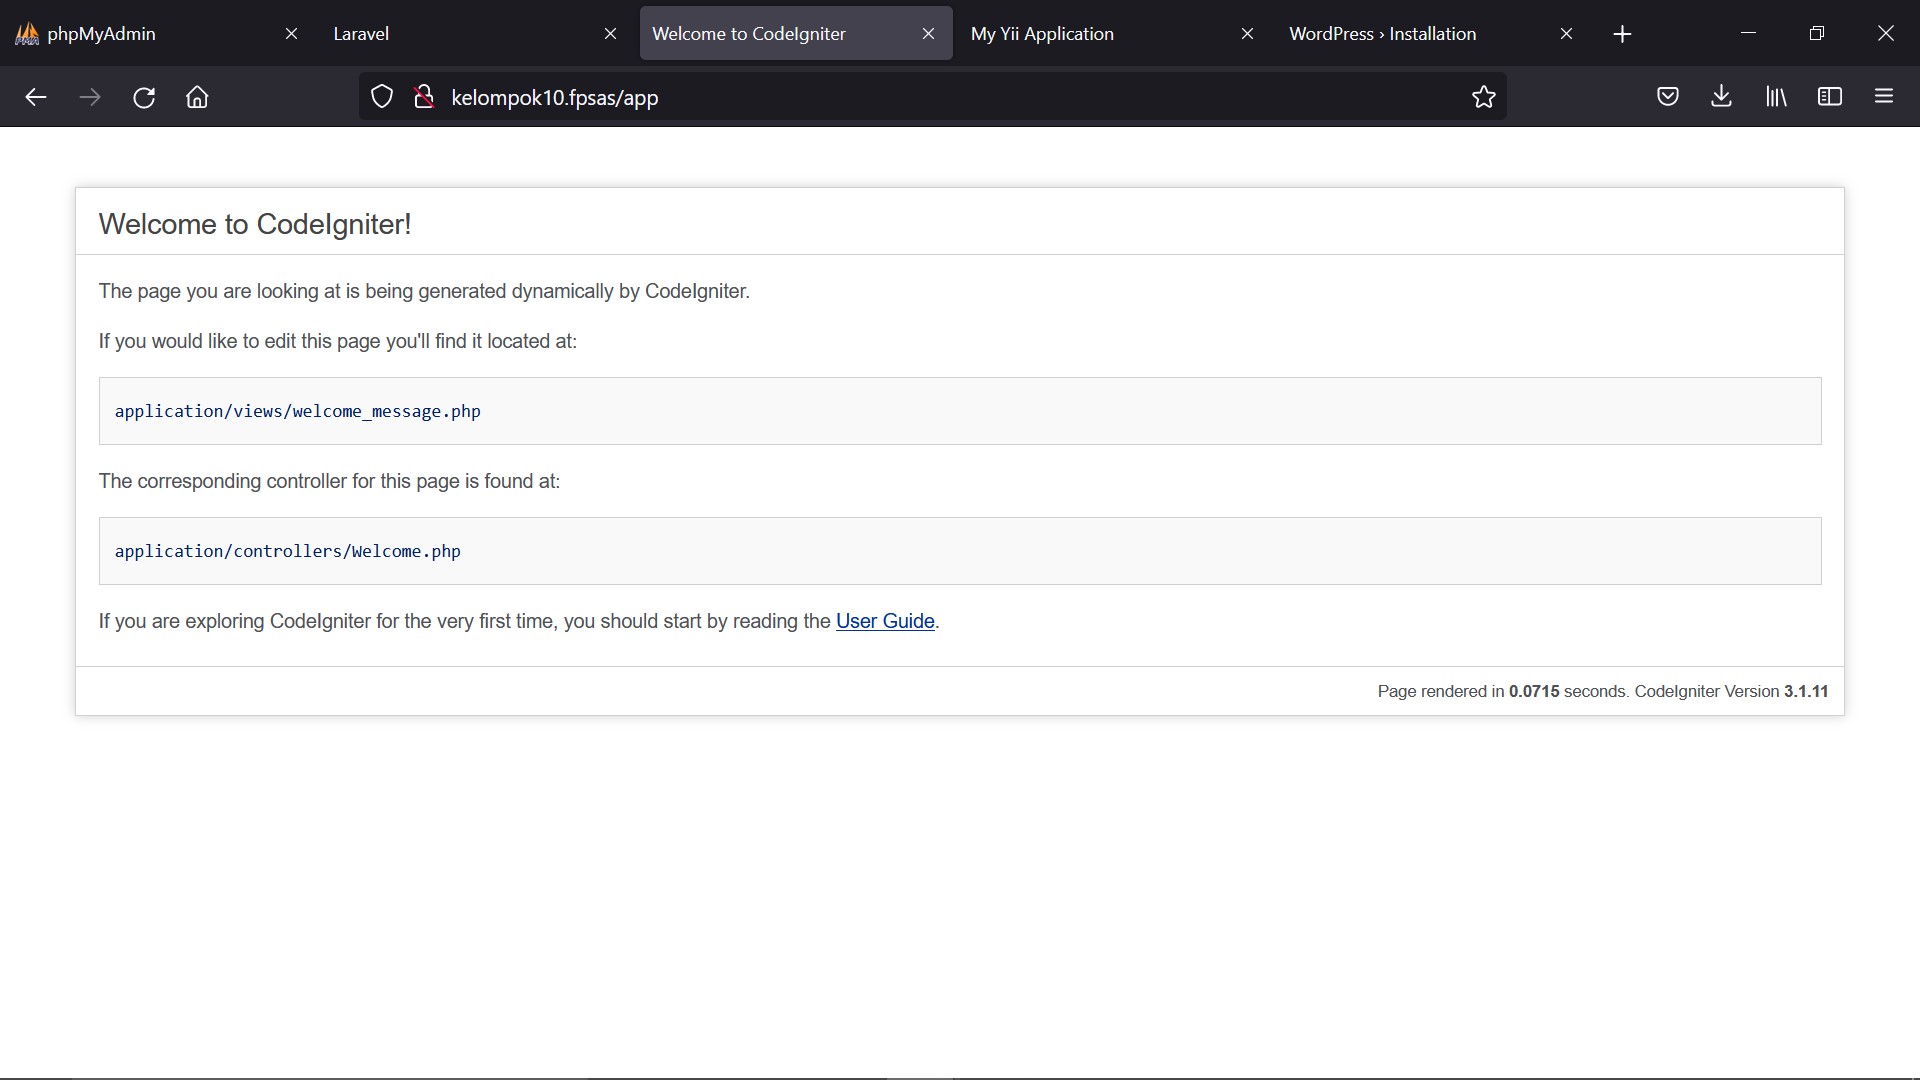 phpMyAdmin
Laravel
Welcome to CodeIgniter
My Yii Application
WordPress › Installation
kelompok10.fpsas/app
Welcome to CodeIgniter!
The page you are looking at is being generated dynamically by CodeIgniter.
If you would like to edit this page you'll find it located at:
application/views/welcome_message.php
The corresponding controller for this page is found at:
application/controllers/Welcome.php
If you are exploring CodeIgniter for the very first time, you should start by reading the User Guide.
Page rendered in 0.0715 seconds. CodeIgniter Version 3.1.11